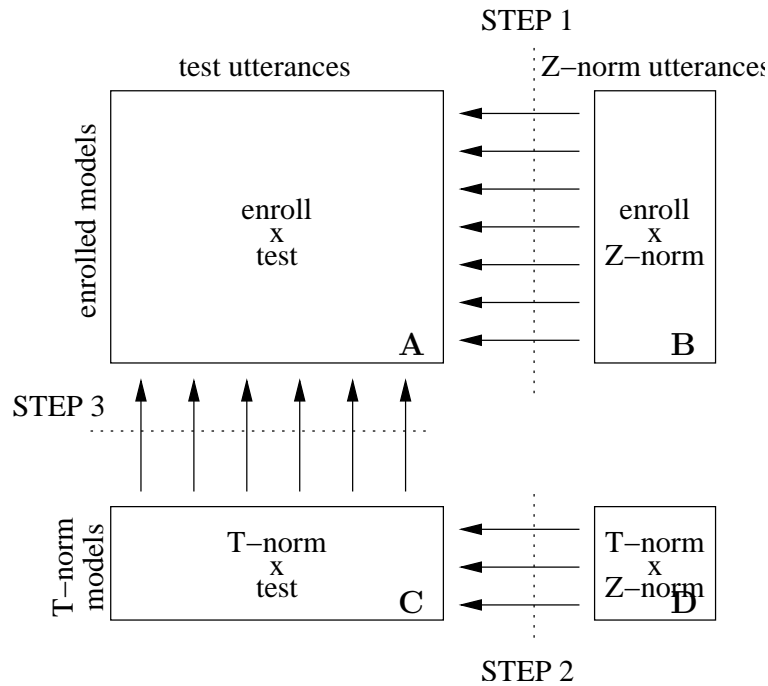 STEP 1
test utterances
Z−norm utterances
enrolled models
enroll
x
test
A
enroll
x
Z−norm
B
STEP 3
T−norm
models
T−norm
x
test
C
T−norm
x
Z−norm
D
STEP 2